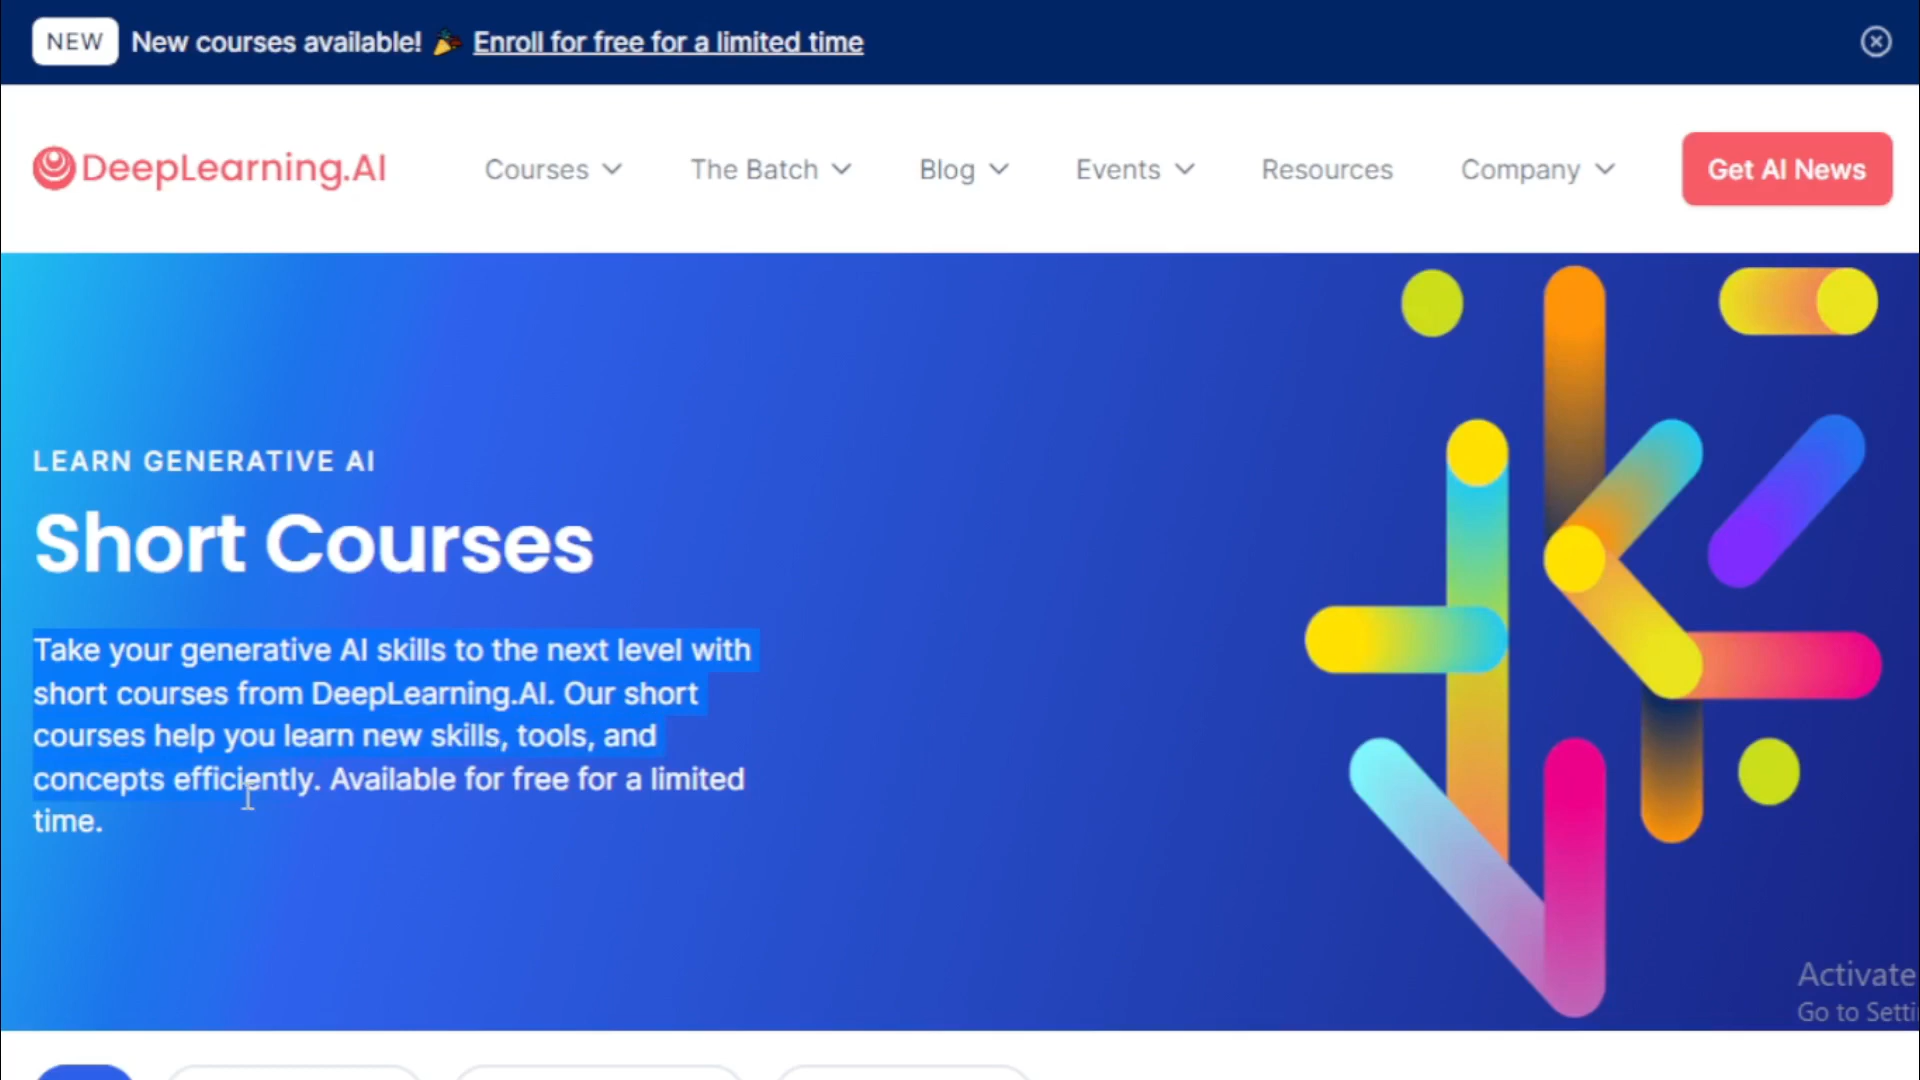 NEW New courses available! 🎉 Enroll for free for a limited time
DeepLearning.AI Courses The Batch Blog Events Resources Company Get AI News
LEARN GENERATIVE AI
Short Courses
Take your generative AI skills to the next level with
short courses from DeepLearning.AI. Our short
courses help you learn new skills, tools, and
concepts efficiently. Available for free for a limited
time.
Activate
Go to Setti